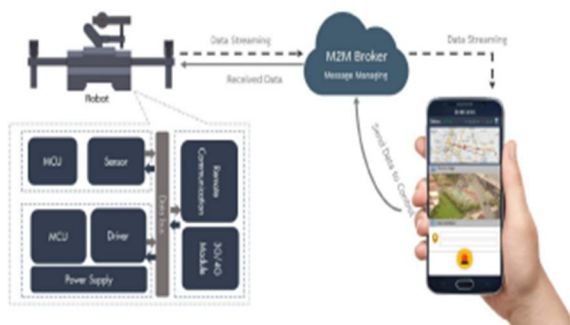 Data Streaming
Data Streaming
M2M Broker
Message Managing
Received Data
Robot
Send Data to Control
MCU
Sensor
Remote
Communication
Data bus
MCU
Driver
3G/4G
Module
Power Supply